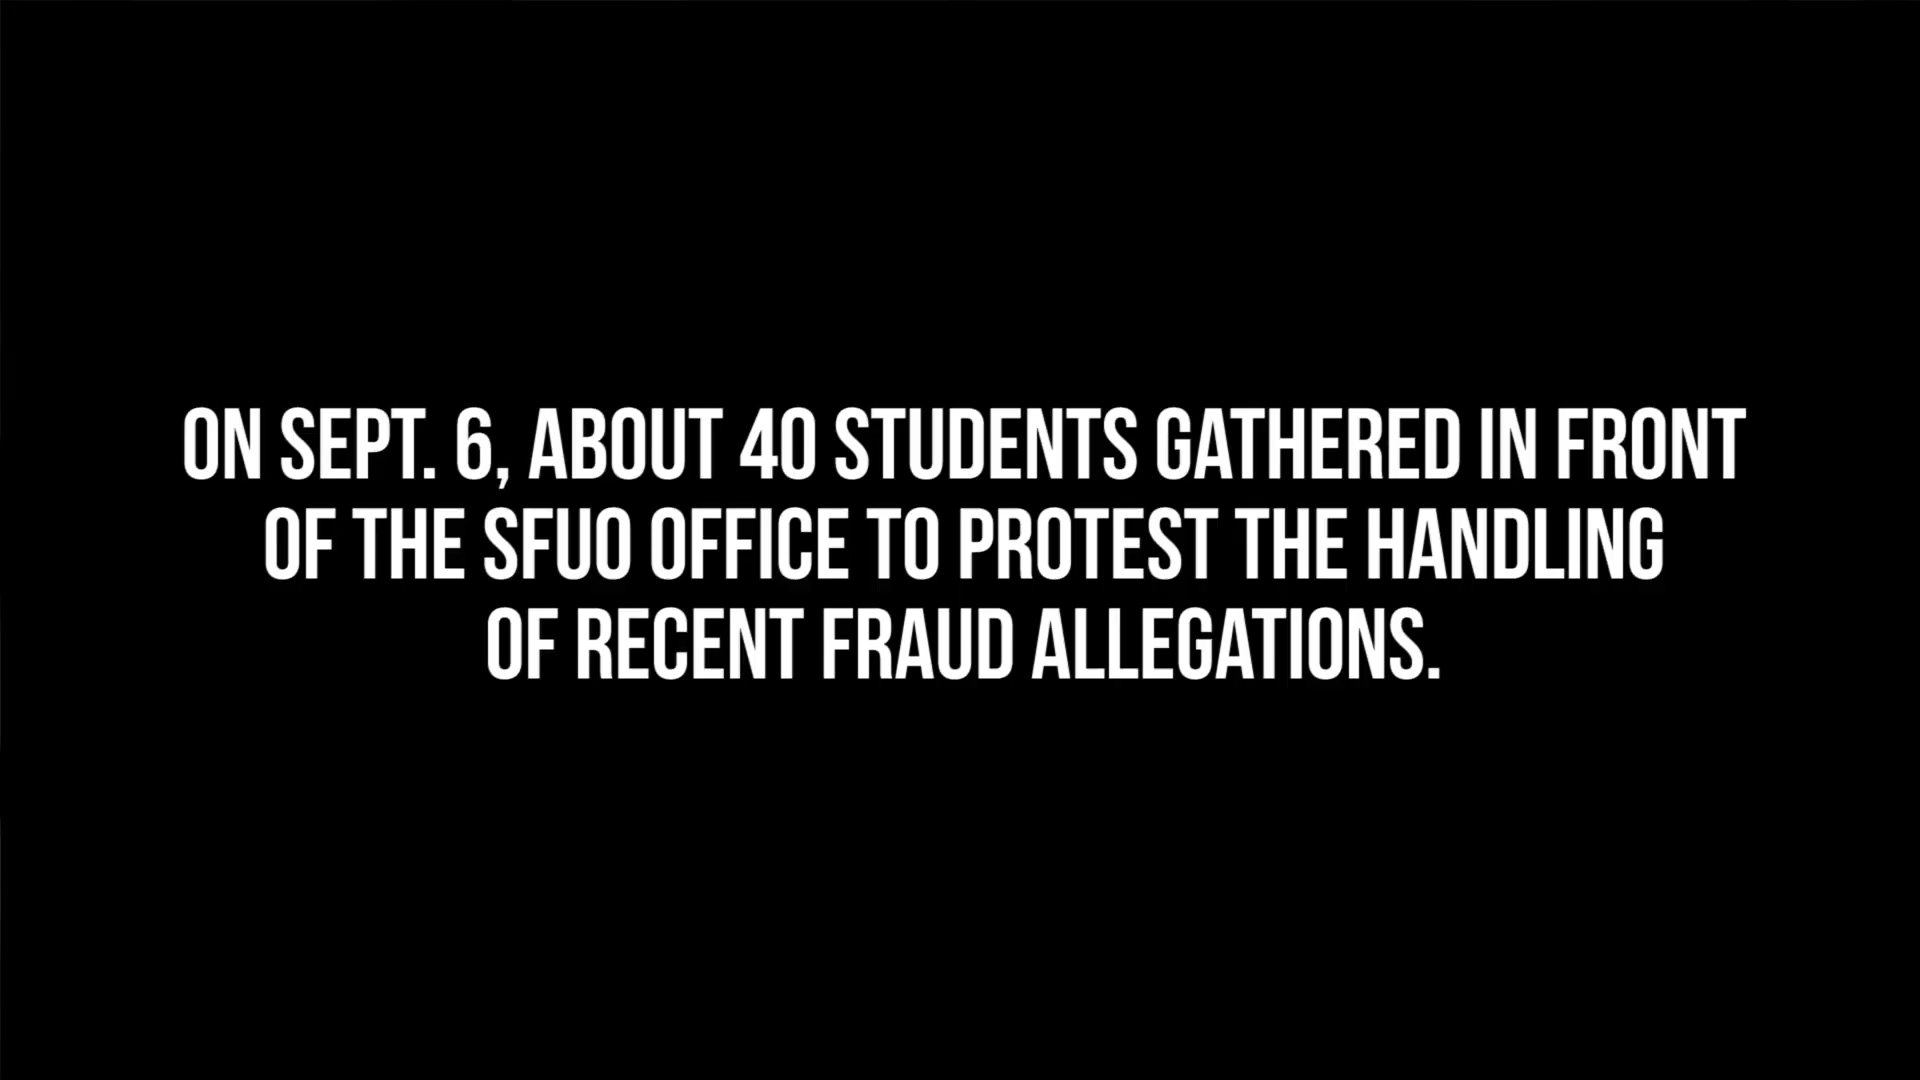 ON SEPT. 6, ABOUT 40 STUDENTS GATHERED IN FRONT
OF THE SFUO OFFICE TO PROTEST THE HANDLING
OF RECENT FRAUD ALLEGATIONS.